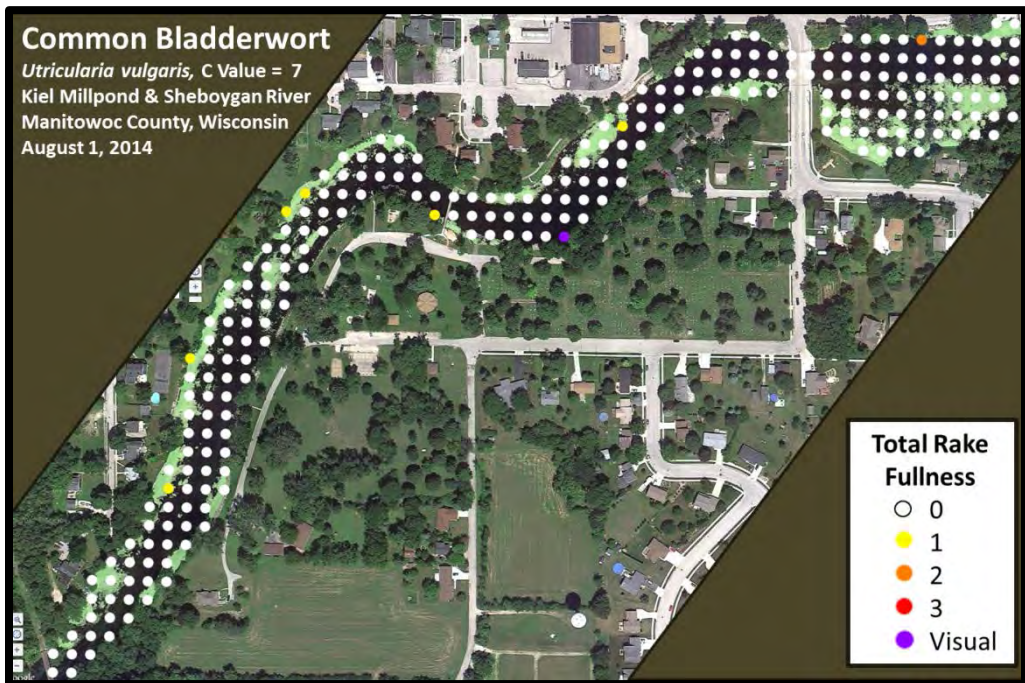 Common Bladderwort
Utricularia vulgaris, C Value = 7
Kiel Millpond & Sheboygan River
Manitowoc County, Wisconsin
August 1, 2014
Total Rake
Fullness
0
1
2
3
Visual